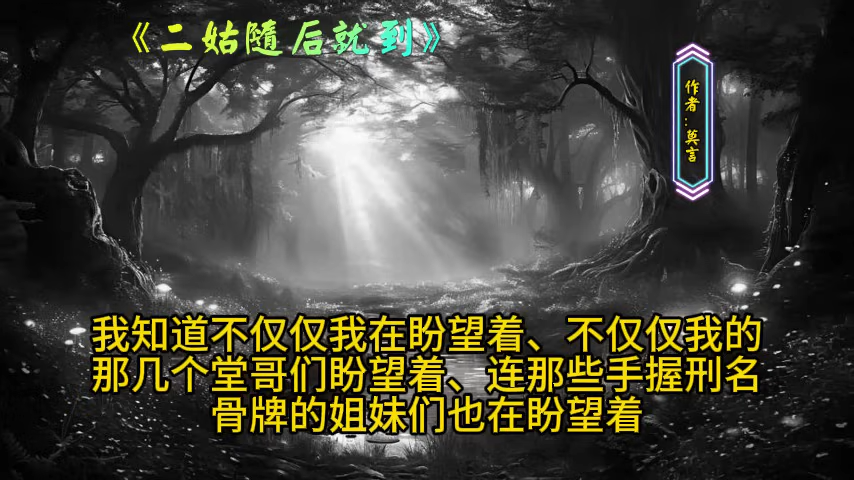 《二姑随后就到》
作者：莫言
我知道不仅仅我在盼望着、不仅仅我的
那几个堂哥们盼望着、连那些手握刑名
骨牌的姐妹们也在盼望着